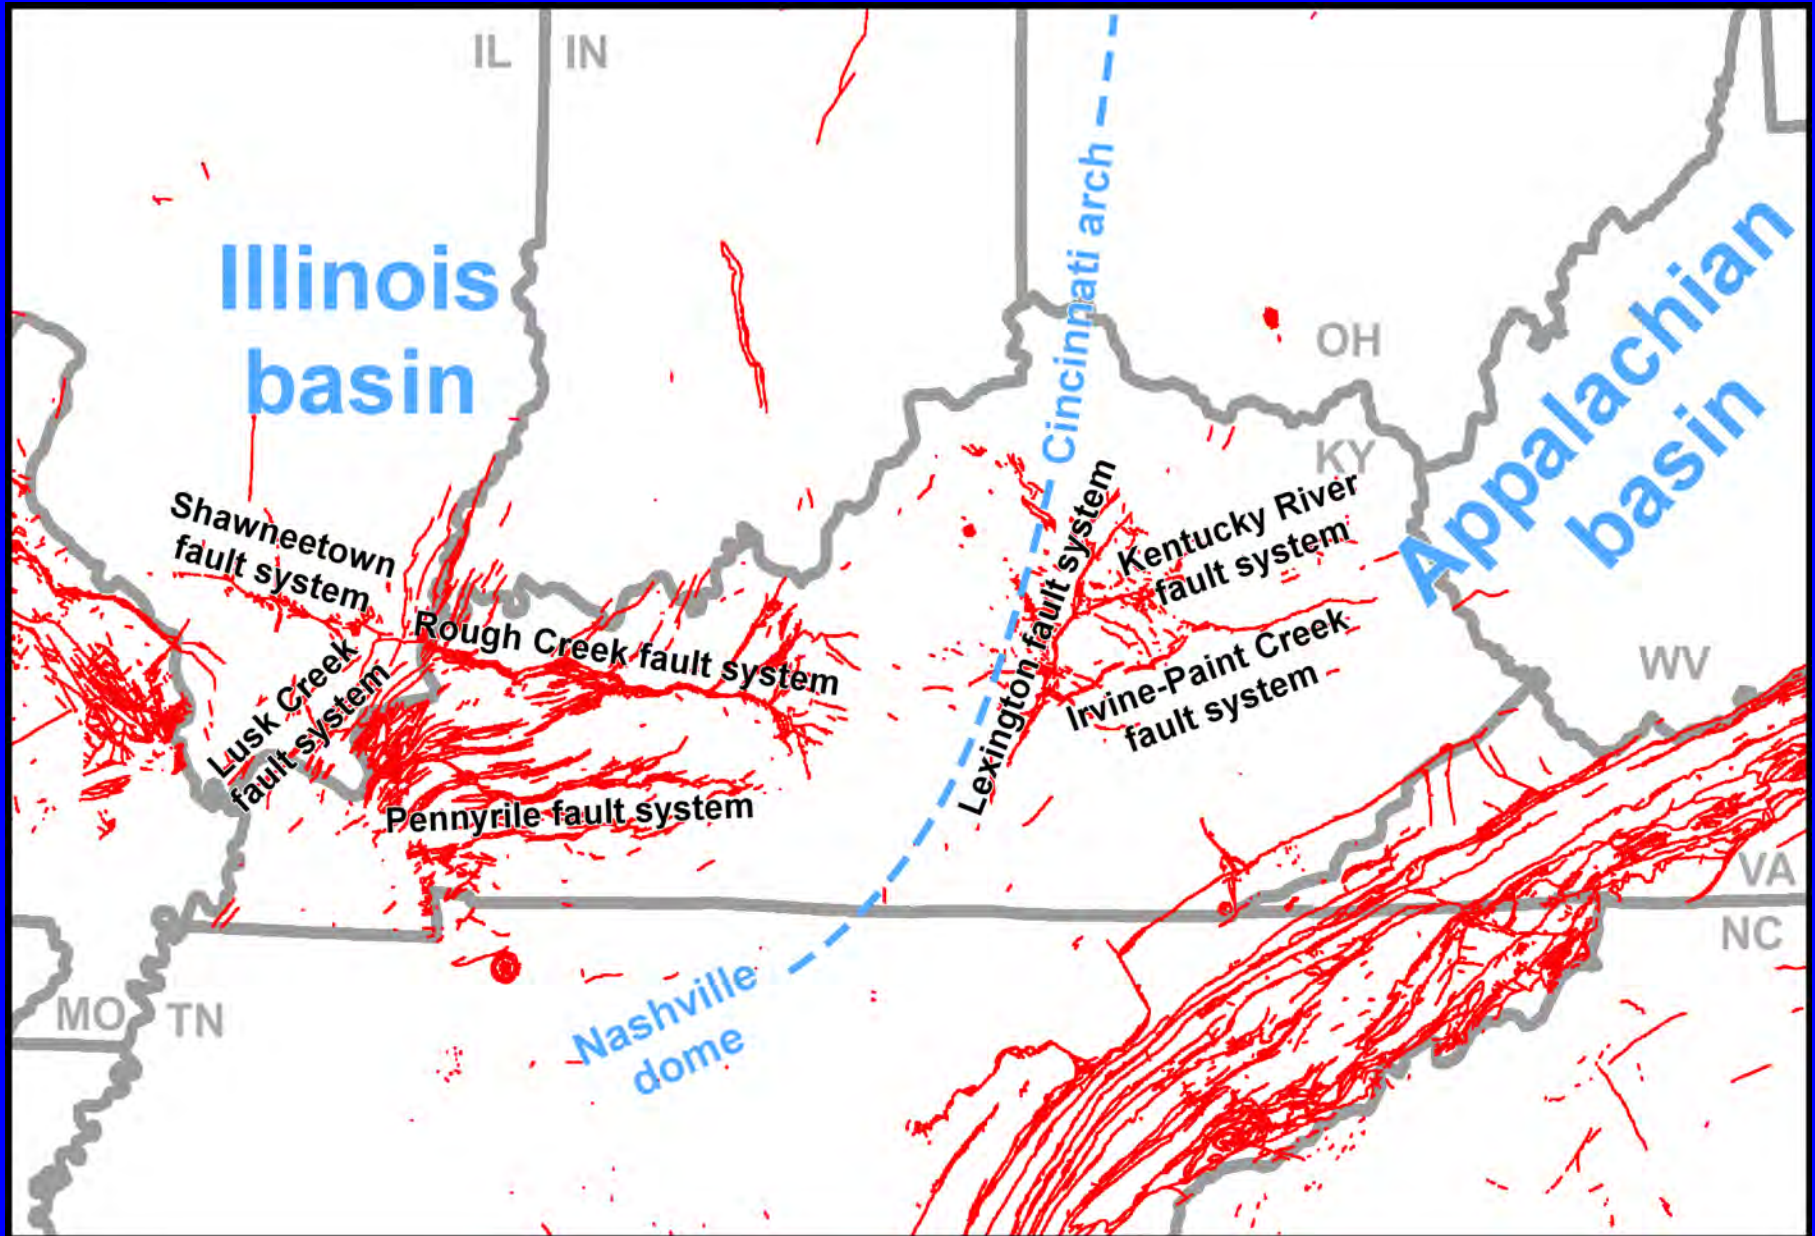 IL
IN
Illinois
basin
Cincinnati arch
OH
KY
Appalachian
basin
Shawneetown
fault system
Lusk Creek
fault system
Rough Creek fault system
Pennyrile fault system
Lexington fault system
Kentucky River
fault system
Irvine-Paint Creek
fault system
WV
VA
NC
MO
TN
Nashville
dome